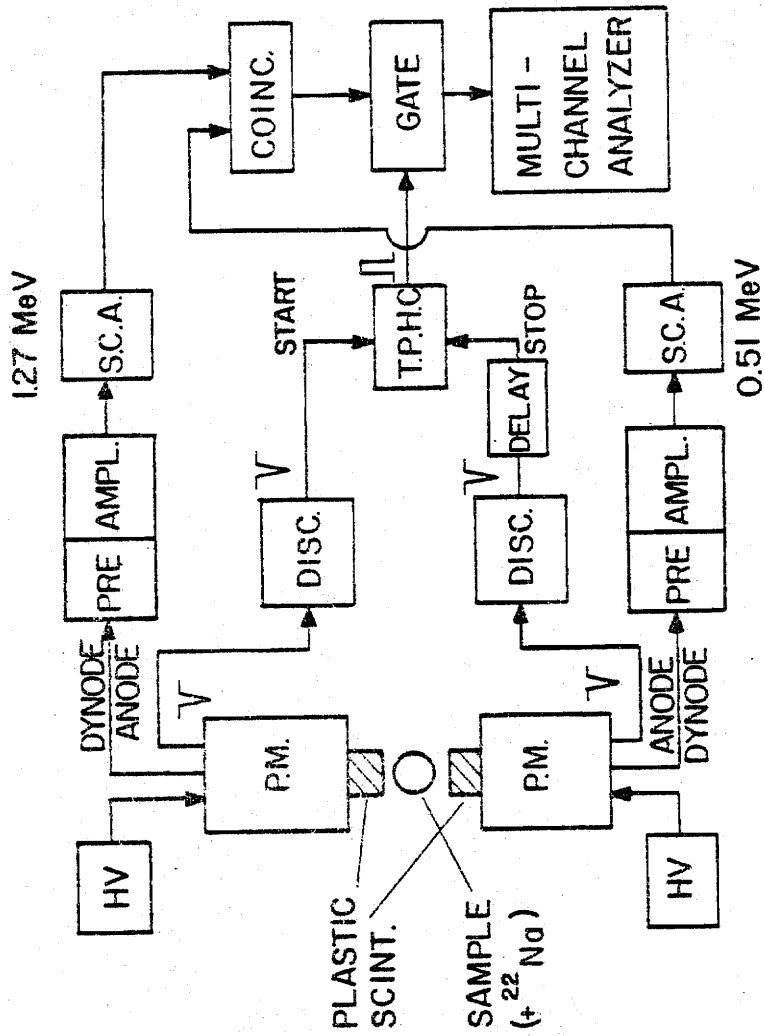 1.27 MeV
DYNODE
ANODE
PRE
AMPL.
S.C.A.
COINC.
HV
P.M.
DISC.
START
T.P.H.C.
GATE
PLASTIC
SCINT.
SAMPLE
(+ ²²Na)
MULTI-
CHANNEL
ANALYZER
P.M.
DISC.
DELAY
STOP
HV
ANODE
DYNODE
PRE
AMPL.
S.C.A.
0.51 MeV